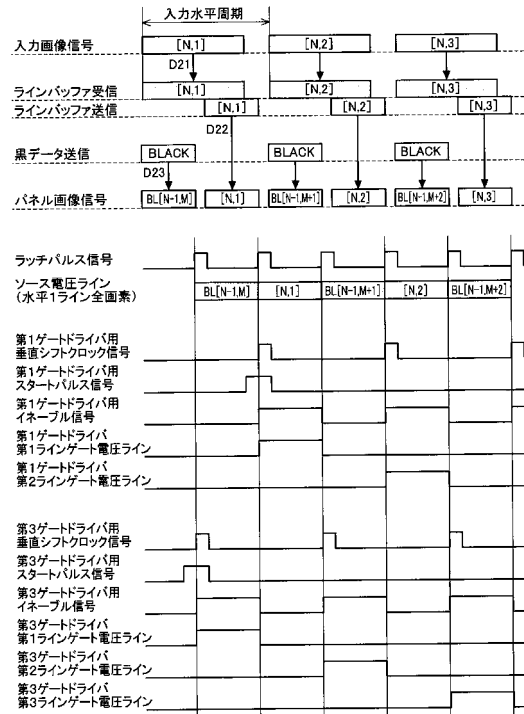 入力水平周期
入力画像信号 [N,1] [N,2] [N,3]
D21
ラインバッファ受信 [N,1] [N,2] [N,3]
ラインバッファ送信 [N,1] [N,2] [N,3]
D22
黒データ送信 BLACK BLACK BLACK
D23
パネル画像信号 BL[N-1,M] [N,1] BL[N-1,M+1] [N,2] BL[N-1,M+2] [N,3]
ラッチパルス信号
ソース電圧ライン
(水平1ライン全画素) BL[N-1,M] [N,1] BL[N-1,M+1] [N,2] BL[N-1,M+2]
第1ゲートドライバ用
垂直シフトクロック信号
第1ゲートドライバ用
スタートパルス信号
第1ゲートドライバ用
イネーブル信号
第1ゲートドライバ
第1ラインゲート電圧ライン
第1ゲートドライバ
第2ラインゲート電圧ライン
第3ゲートドライバ用
垂直シフトクロック信号
第3ゲートドライバ用
スタートパルス信号
第3ゲートドライバ用
イネーブル信号
第3ゲートドライバ
第1ラインゲート電圧ライン
第3ゲートドライバ
第2ラインゲート電圧ライン
第3ゲートドライバ
第3ラインゲート電圧ライン